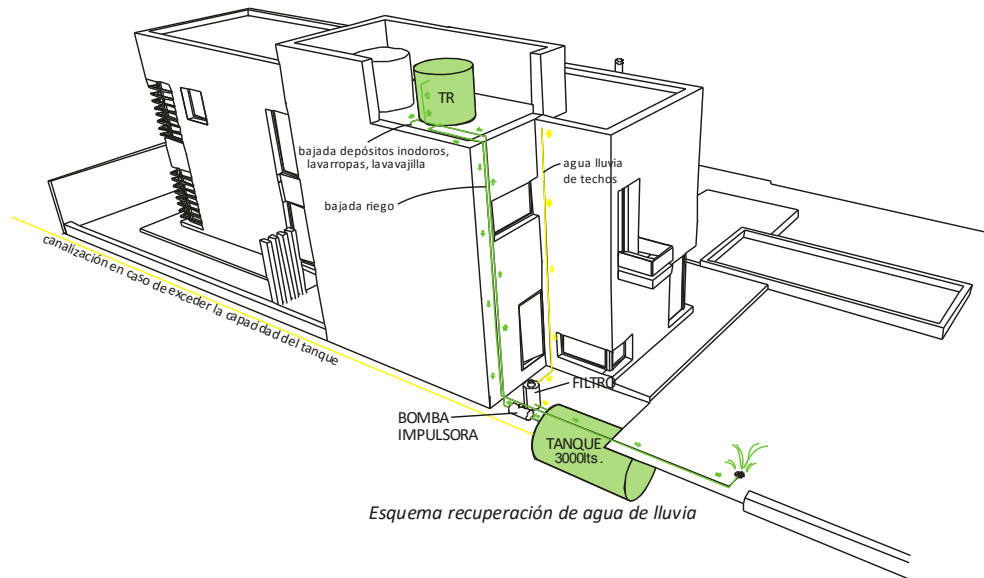 TR
bajada depósitos inodoros,
lavarropas, lavavajilla
agua lluvia
de techos
bajada riego
canalización en caso de exceder la capacidad del tanque
FILTRO
BOMBA
IMPULSORA
TANQUE
3000lts.
Esquema recuperación de agua de lluvia